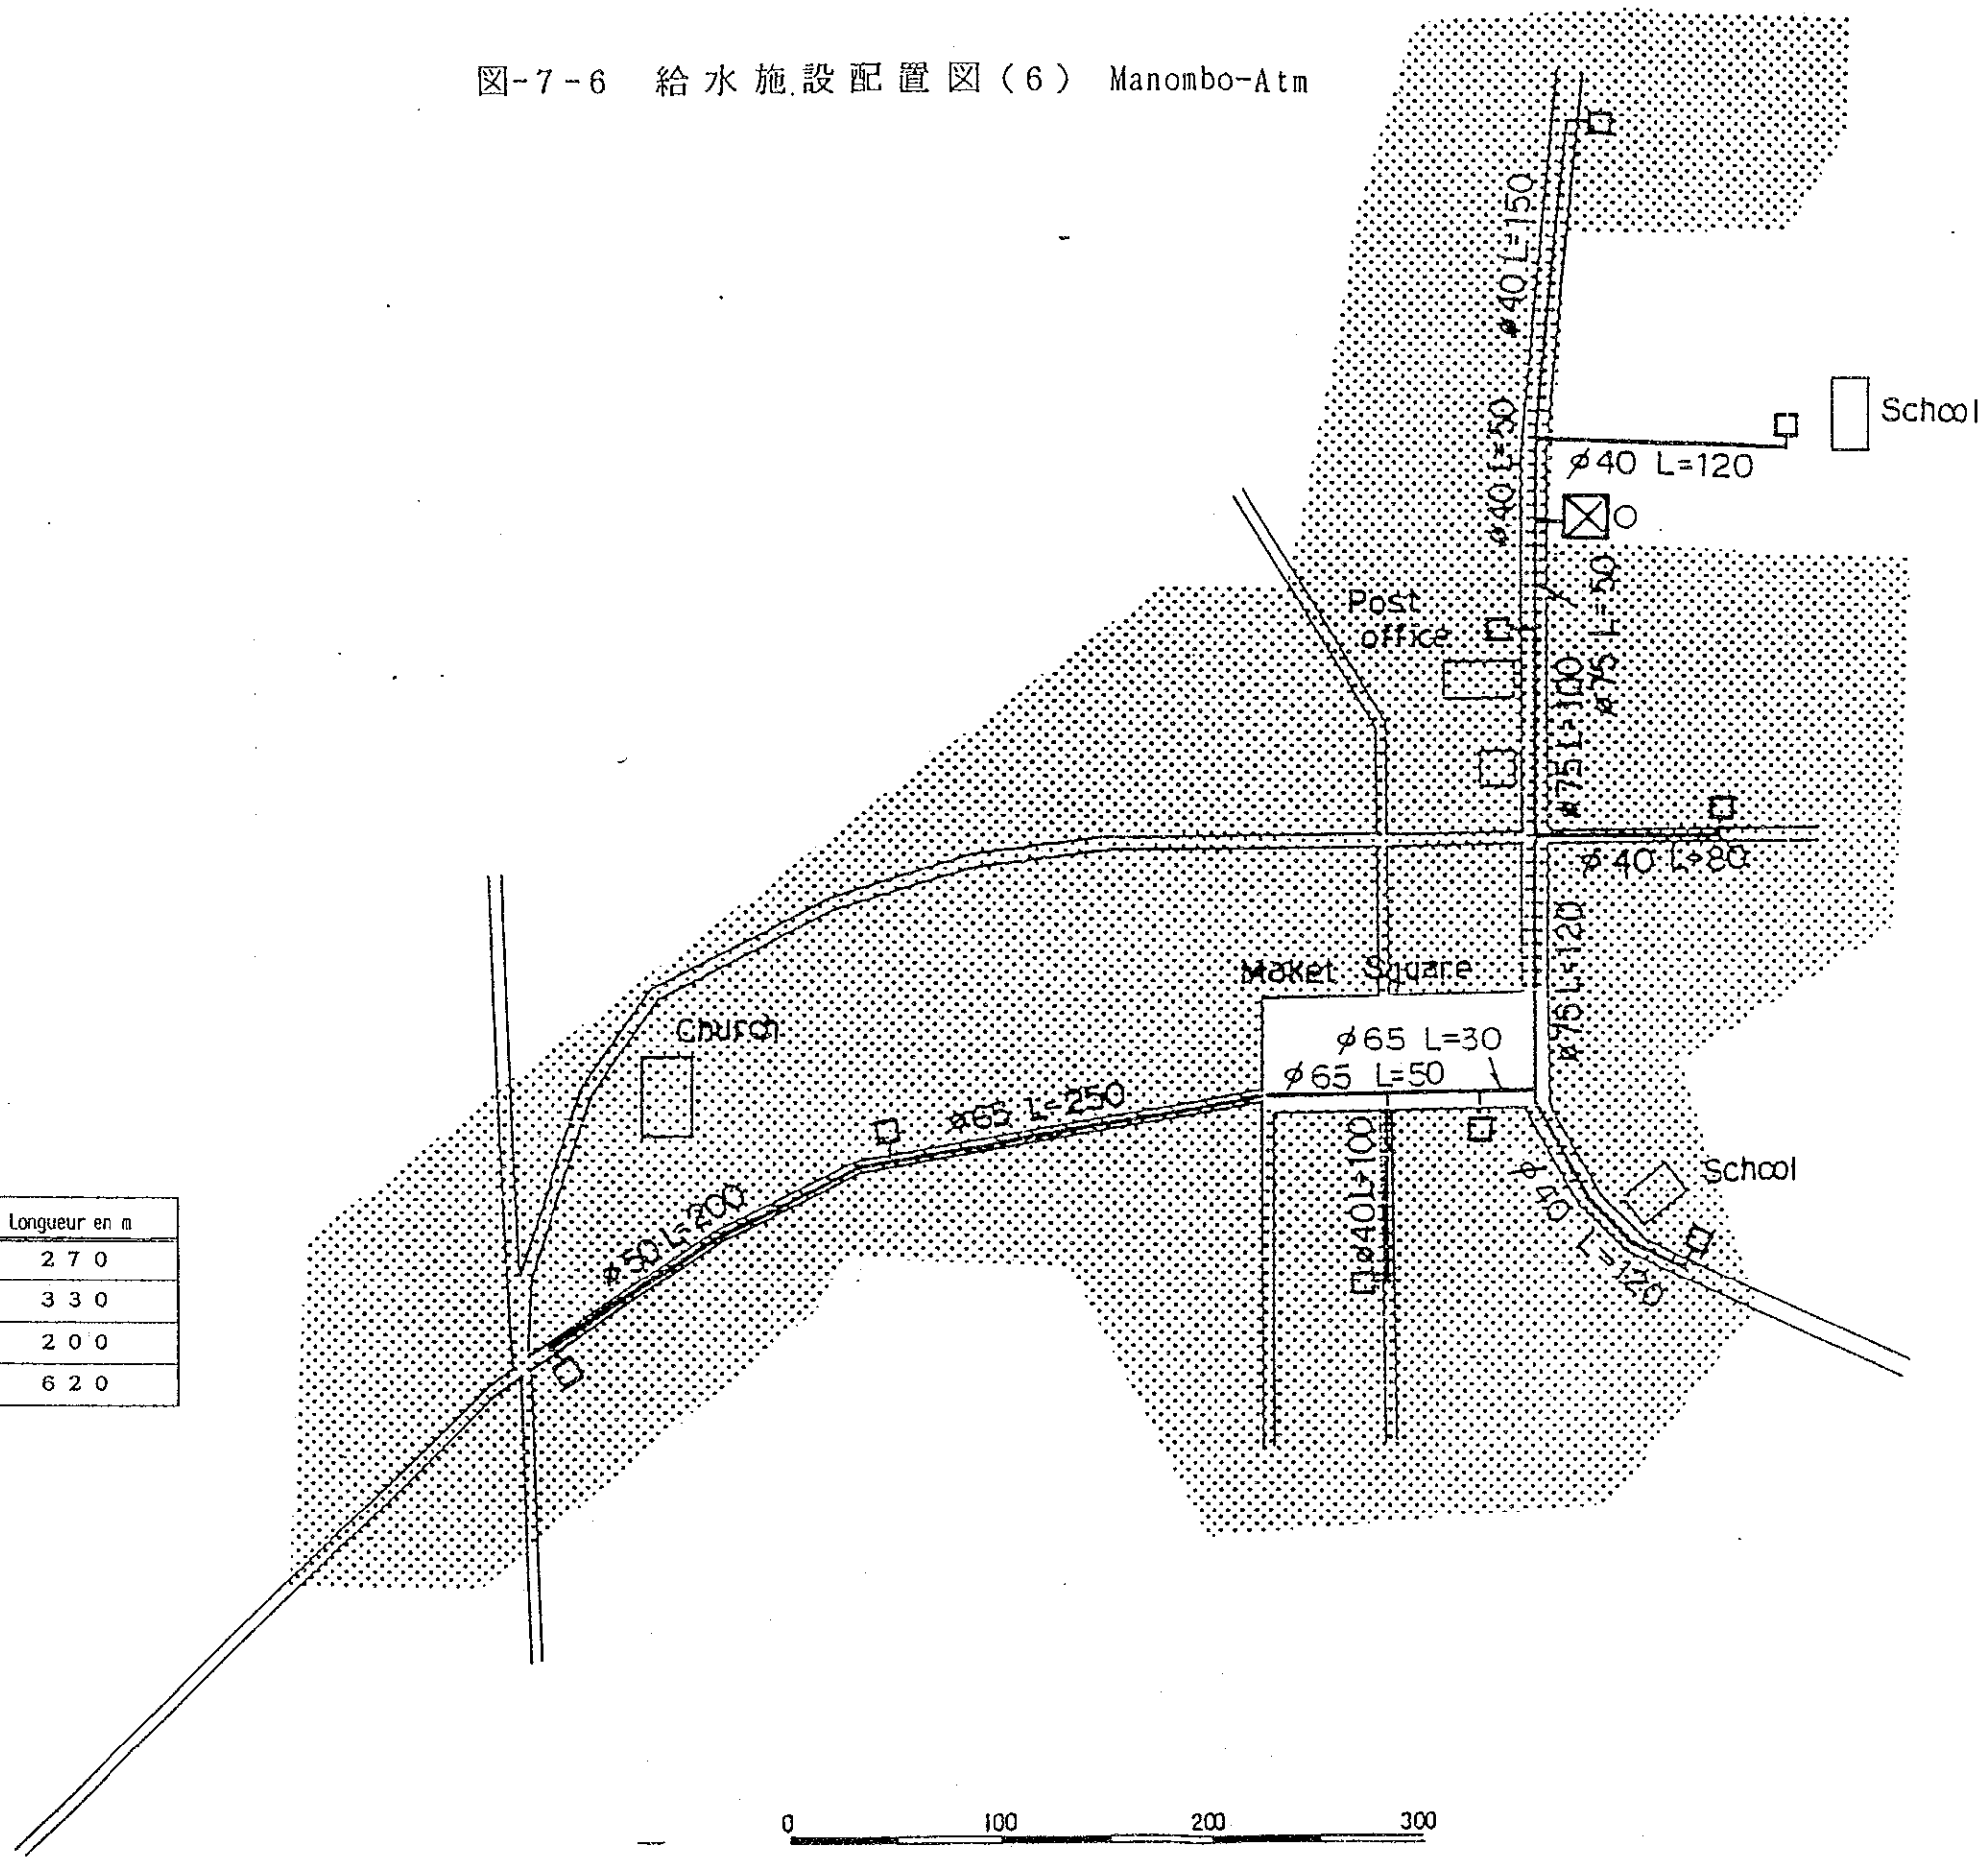 図-7-6 給水施設配置図(6) Manombo-Atm
φ40 L=150
School
φ40 L=50
φ40 L=120
φ75 L=50
Post
office
φ75 L=100
φ40 L=80
φ75 L=120
Maket Square
Church
φ65 L=30
φ65 L=50
φ65 L=250
φ40 L=100
School
φ40
L=120
φ50 L=200
Longueur en m
270
330
200
620
0 100 200 300